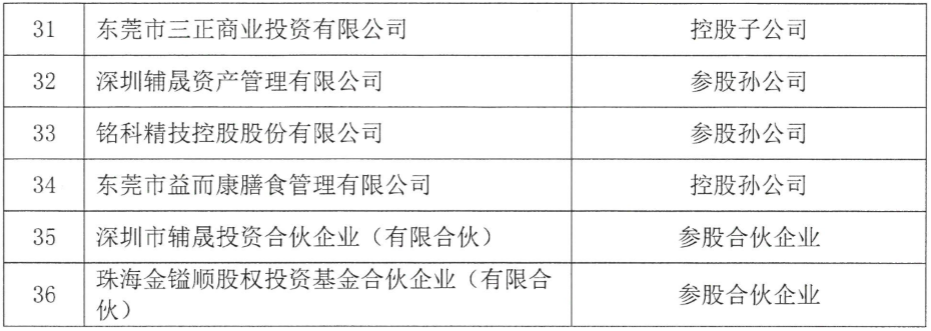 31 东莞市三正商业投资有限公司 控股子公司
32 深圳辅晟资产管理有限公司 参股孙公司
33 铭科精技控股股份有限公司 参股孙公司
34 东莞市益而康膳食管理有限公司 控股孙公司
35 深圳市辅晟投资合伙企业（有限合伙） 参股合伙企业
36 珠海金镒顺股权投资基金合伙企业（有限合 参股合伙企业
伙）